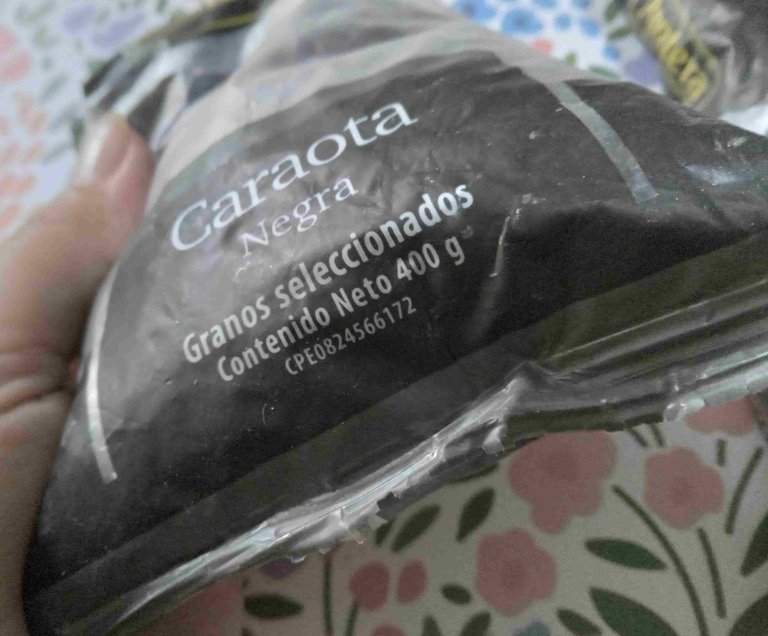 Caraota
Negra
Granos seleccionados
Contenido Neto 400 g
CPE0824566172